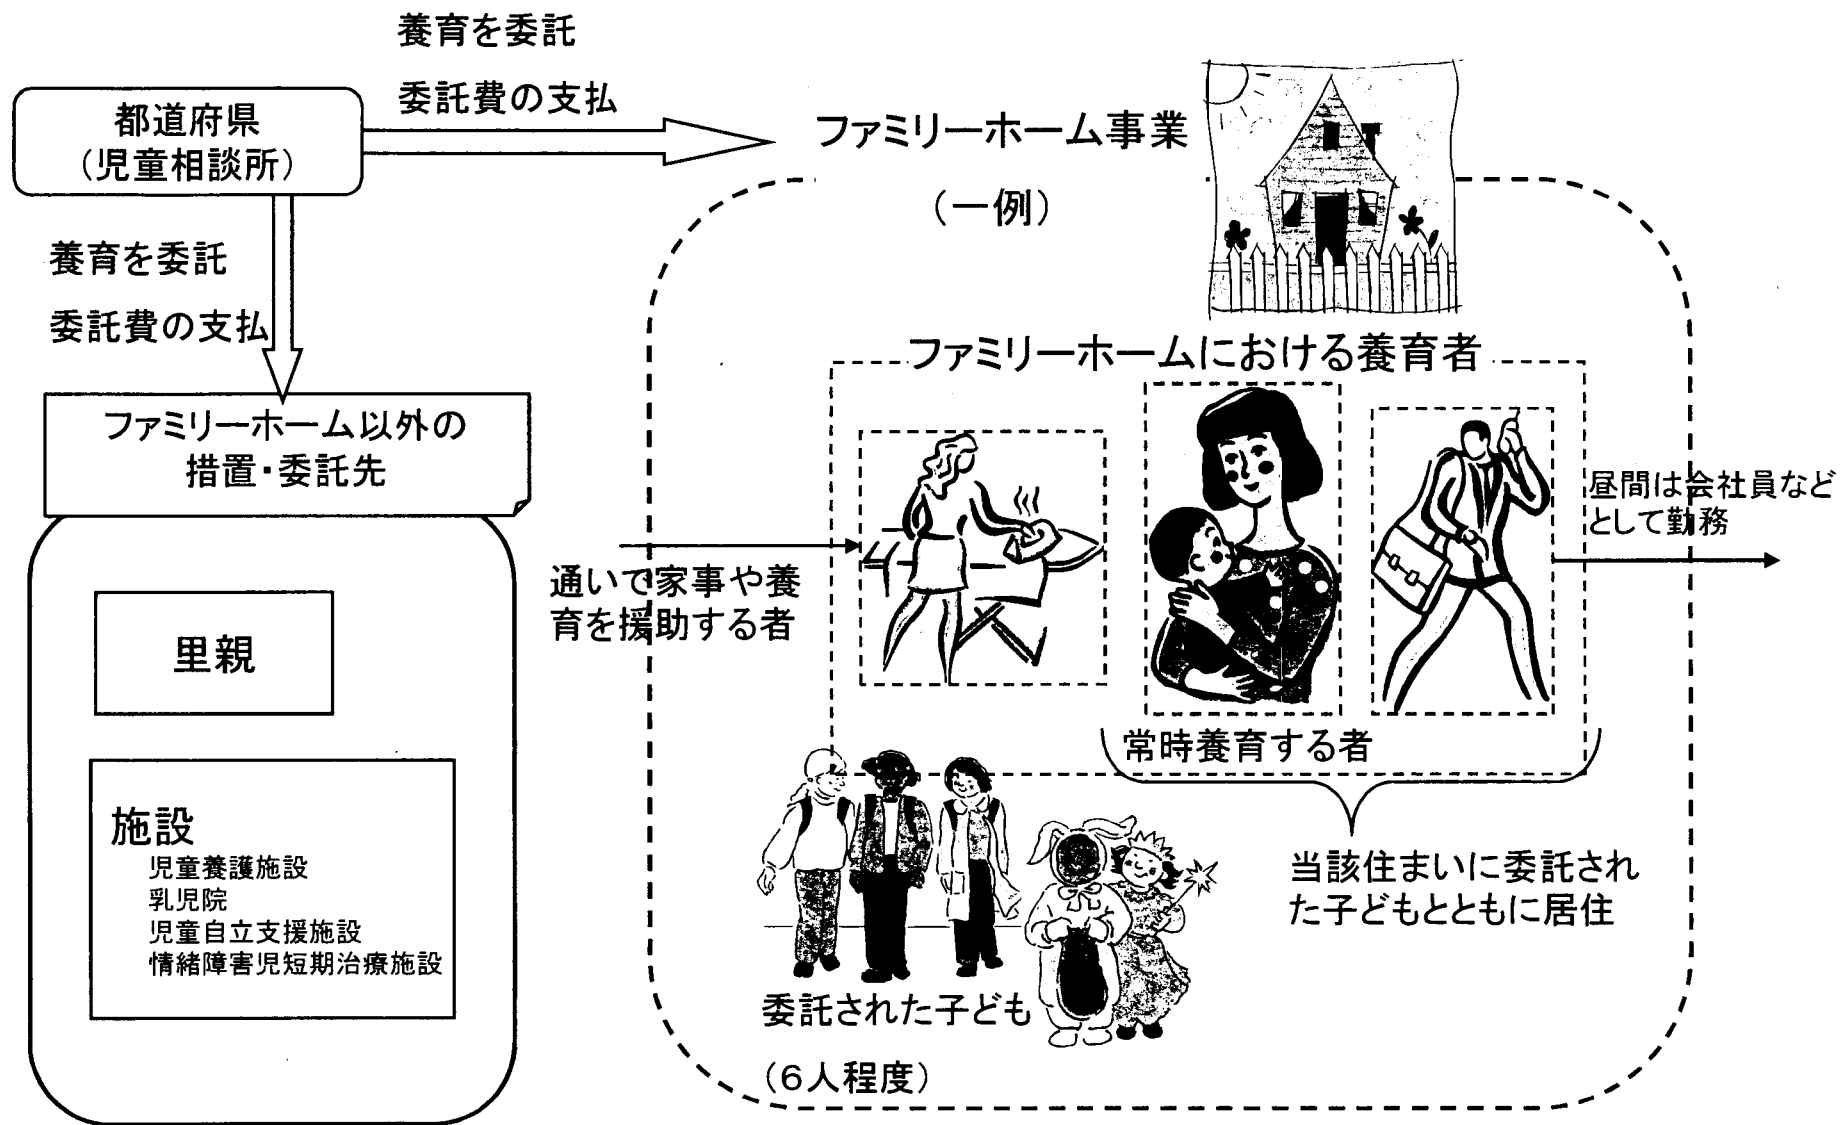 養育を委託
委託費の支払
都道府県
（児童相談所）
ファミリーホーム事業
（一例）
養育を委託
委託費の支払
ファミリーホーム以外の
措置・委託先
里親
施設
児童養護施設
乳児院
児童自立支援施設
情緒障害児短期治療施設
ファミリーホームにおける養育者
通いで家事や養
育を援助する者
昼間は会社員など
として勤務
常時養育する者
当該住まいに委託され
た子どもとともに居住
委託された子ども
（６人程度）